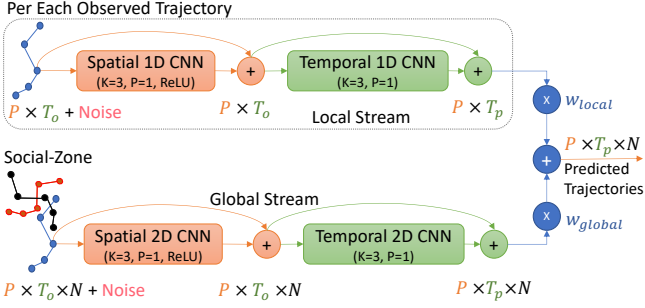 Per Each Observed Trajectory
Spatial 1D CNN
(K=3, P=1, ReLU)
+
Temporal 1D CNN
(K=3, P=1)
+
P × T_o + Noise
P × T_o
Local Stream
P × T_p
x
w_local
Social-Zone
+
P × T_p × N
Predicted
Trajectories
Global Stream
x
w_global
Spatial 2D CNN
(K=3, P=1, ReLU)
+
Temporal 2D CNN
(K=3, P=1)
+
P × T_o × N + Noise
P × T_o × N
P × T_p × N